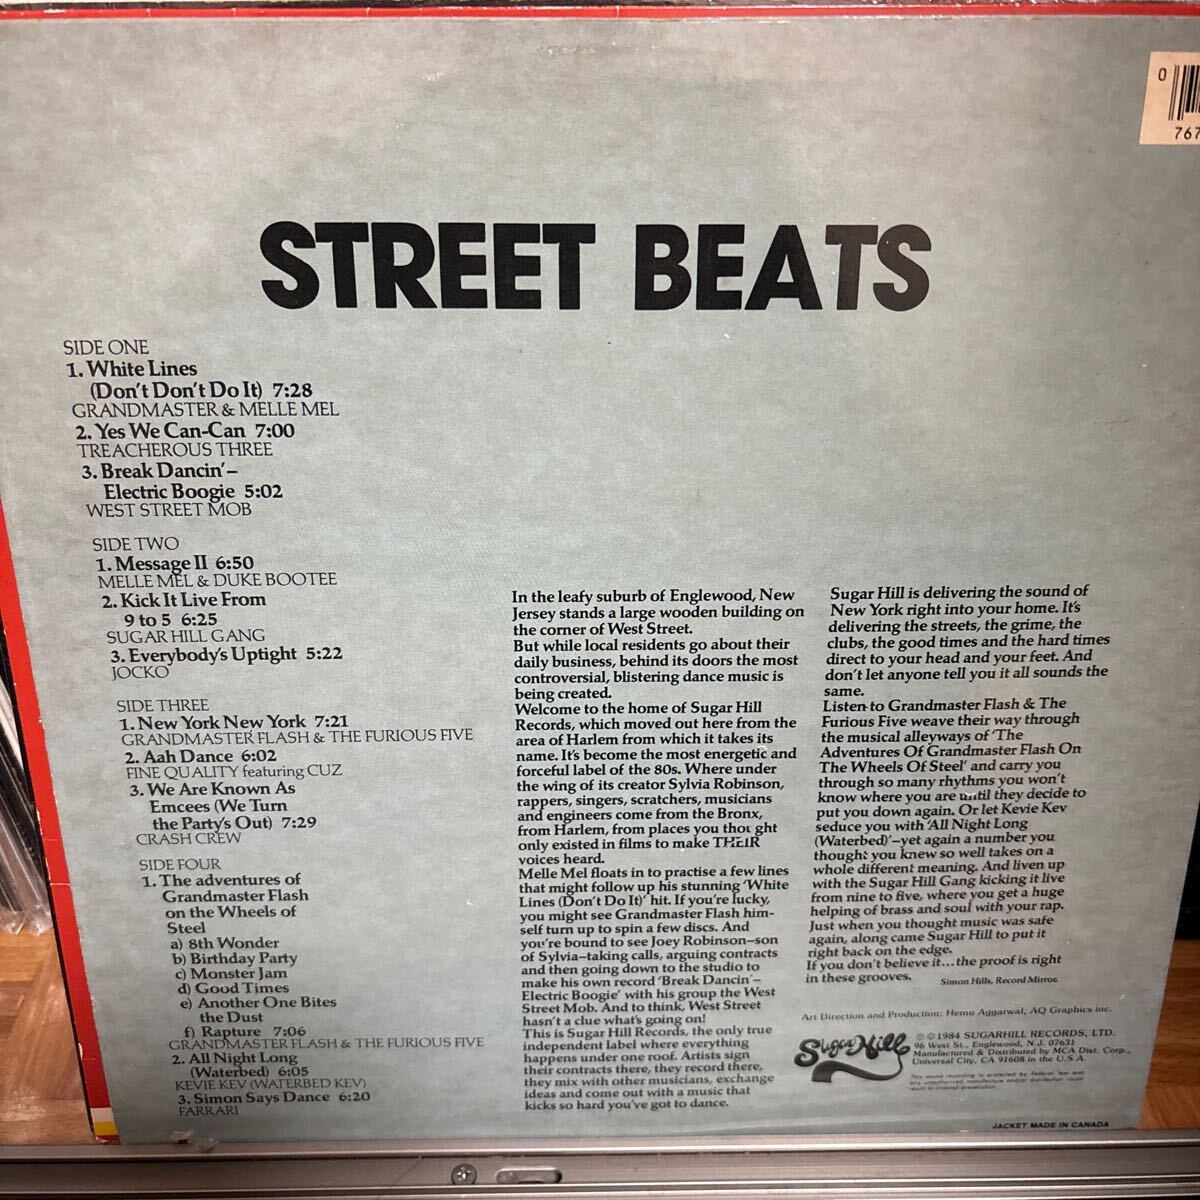 0
767
STREET BEATS
SIDE ONE
1. White Lines
(Don't Don't Do It) 7:28
GRANDMASTER & MELLE MEL
2. Yes We Can-Can 7:00
TREACHEROUS THREE
3. Break Dancin'–
Electric Boogie 5:02
WEST STREET MOB
SIDE TWO
1. Message II 6:50
MELLE MEL & DUKE BOOTEE
2. Kick It Live From
9 to 5 6:25
SUGAR HILL GANG
3. Everybody's Uptight 5:22
JOCKO
SIDE THREE
1. New York New York 7:21
GRANDMASTER FLASH & THE FURIOUS FIVE
2. Aah Dance 6:02
FINE QUALITY featuring CUZ
3. We Are Known As
Emcees (We Turn
the Party's Out) 7:29
CRASH CREW
SIDE FOUR
1. The adventures of
Grandmaster Flash
on the Wheels of
Steel
a) 8th Wonder
b) Birthday Party
c) Monster Jam
d) Good Times
e) Another One Bites
the Dust
f) Rapture 7:06
GRANDMASTER FLASH & THE FURIOUS FIVE
2. All Night Long
(Waterbed) 6:05
KEVIE KEV (WATERBED KEV)
3. Simon Says Dance 6:20
FARRARI
In the leafy suburb of Englewood, New
Jersey stands a large wooden building on
the corner of West Street.
But while local residents go about their
daily business, behind its doors the most
controversial, blistering dance music is
being created.
Welcome to the home of Sugar Hill
Records, which moved out here from the
area of Harlem from which it takes its
name. It's become the most energetic and
forceful label of the 80s. Where under
the wing of its creator Sylvia Robinson,
rappers, singers, scratchers, musicians
and engineers come from the Bronx,
from Harlem, from places you thought
only existed in films to make THEIR
voices heard.
Melle Mel floats in to practise a few lines
that might follow up his stunning 'White
Lines (Don't Do It)' hit. If you're lucky,
you might see Grandmaster Flash him-
self turn up to spin a few discs. And
you're bound to see Joey Robinson–son
of Sylvia–taking calls, arguing contracts
and then going down to the studio to
make his own record 'Break Dancin'–
Electric Boogie' with his group the West
Street Mob. And to think, West Street
hasn't a clue what's going on!
This is Sugar Hill Records, the only true
independent label where everything
happens under one roof. Artists sign
their contracts there, they record there,
they mix with other musicians, exchange
ideas and come out with a music that
kicks so hard you've got to dance.
Sugar Hill is delivering the sound of
New York right into your home. It's
delivering the streets, the grime, the
clubs, the good times and the hard times
direct to your head and your feet. And
don't let anyone tell you it all sounds the
same.
Listen to Grandmaster Flash & The
Furious Five weave their way through
the musical alleyways of 'The
Adventures Of Grandmaster Flash On
The Wheels Of Steel' and carry you
through so many rhythms you won't
know where you are until they decide to
put you down again. Or let Kevie Kev
seduce you with 'All Night Long
(Waterbed)'–yet again a number you
thought you knew so well takes on a
whole different meaning. And liven up
with the Sugar Hill Gang kicking it live
from nine to five, where you get a huge
helping of brass and soul with your rap.
Just when you thought music was safe
again, along came Sugar Hill to put it
right back on the edge.
If you don't believe it...the proof is right
in these grooves.
Simon Hills, Record Mirror.
Art Direction and Production: Hemu Aggarwal, AQ Graphics Inc.
Sugar Hill
℗©1984 SUGARHILL RECORDS, LTD.
96 West St., Englewood, N.J. 07631
Manufactured & Distributed by MCA Dist. Corp.,
Universal City, CA 91608 in the U.S.A.
This sound recording is protected by federal law and
any unauthorized manufacture and/or distribution could
result in criminal prosecution.
JACKET MADE IN CANADA